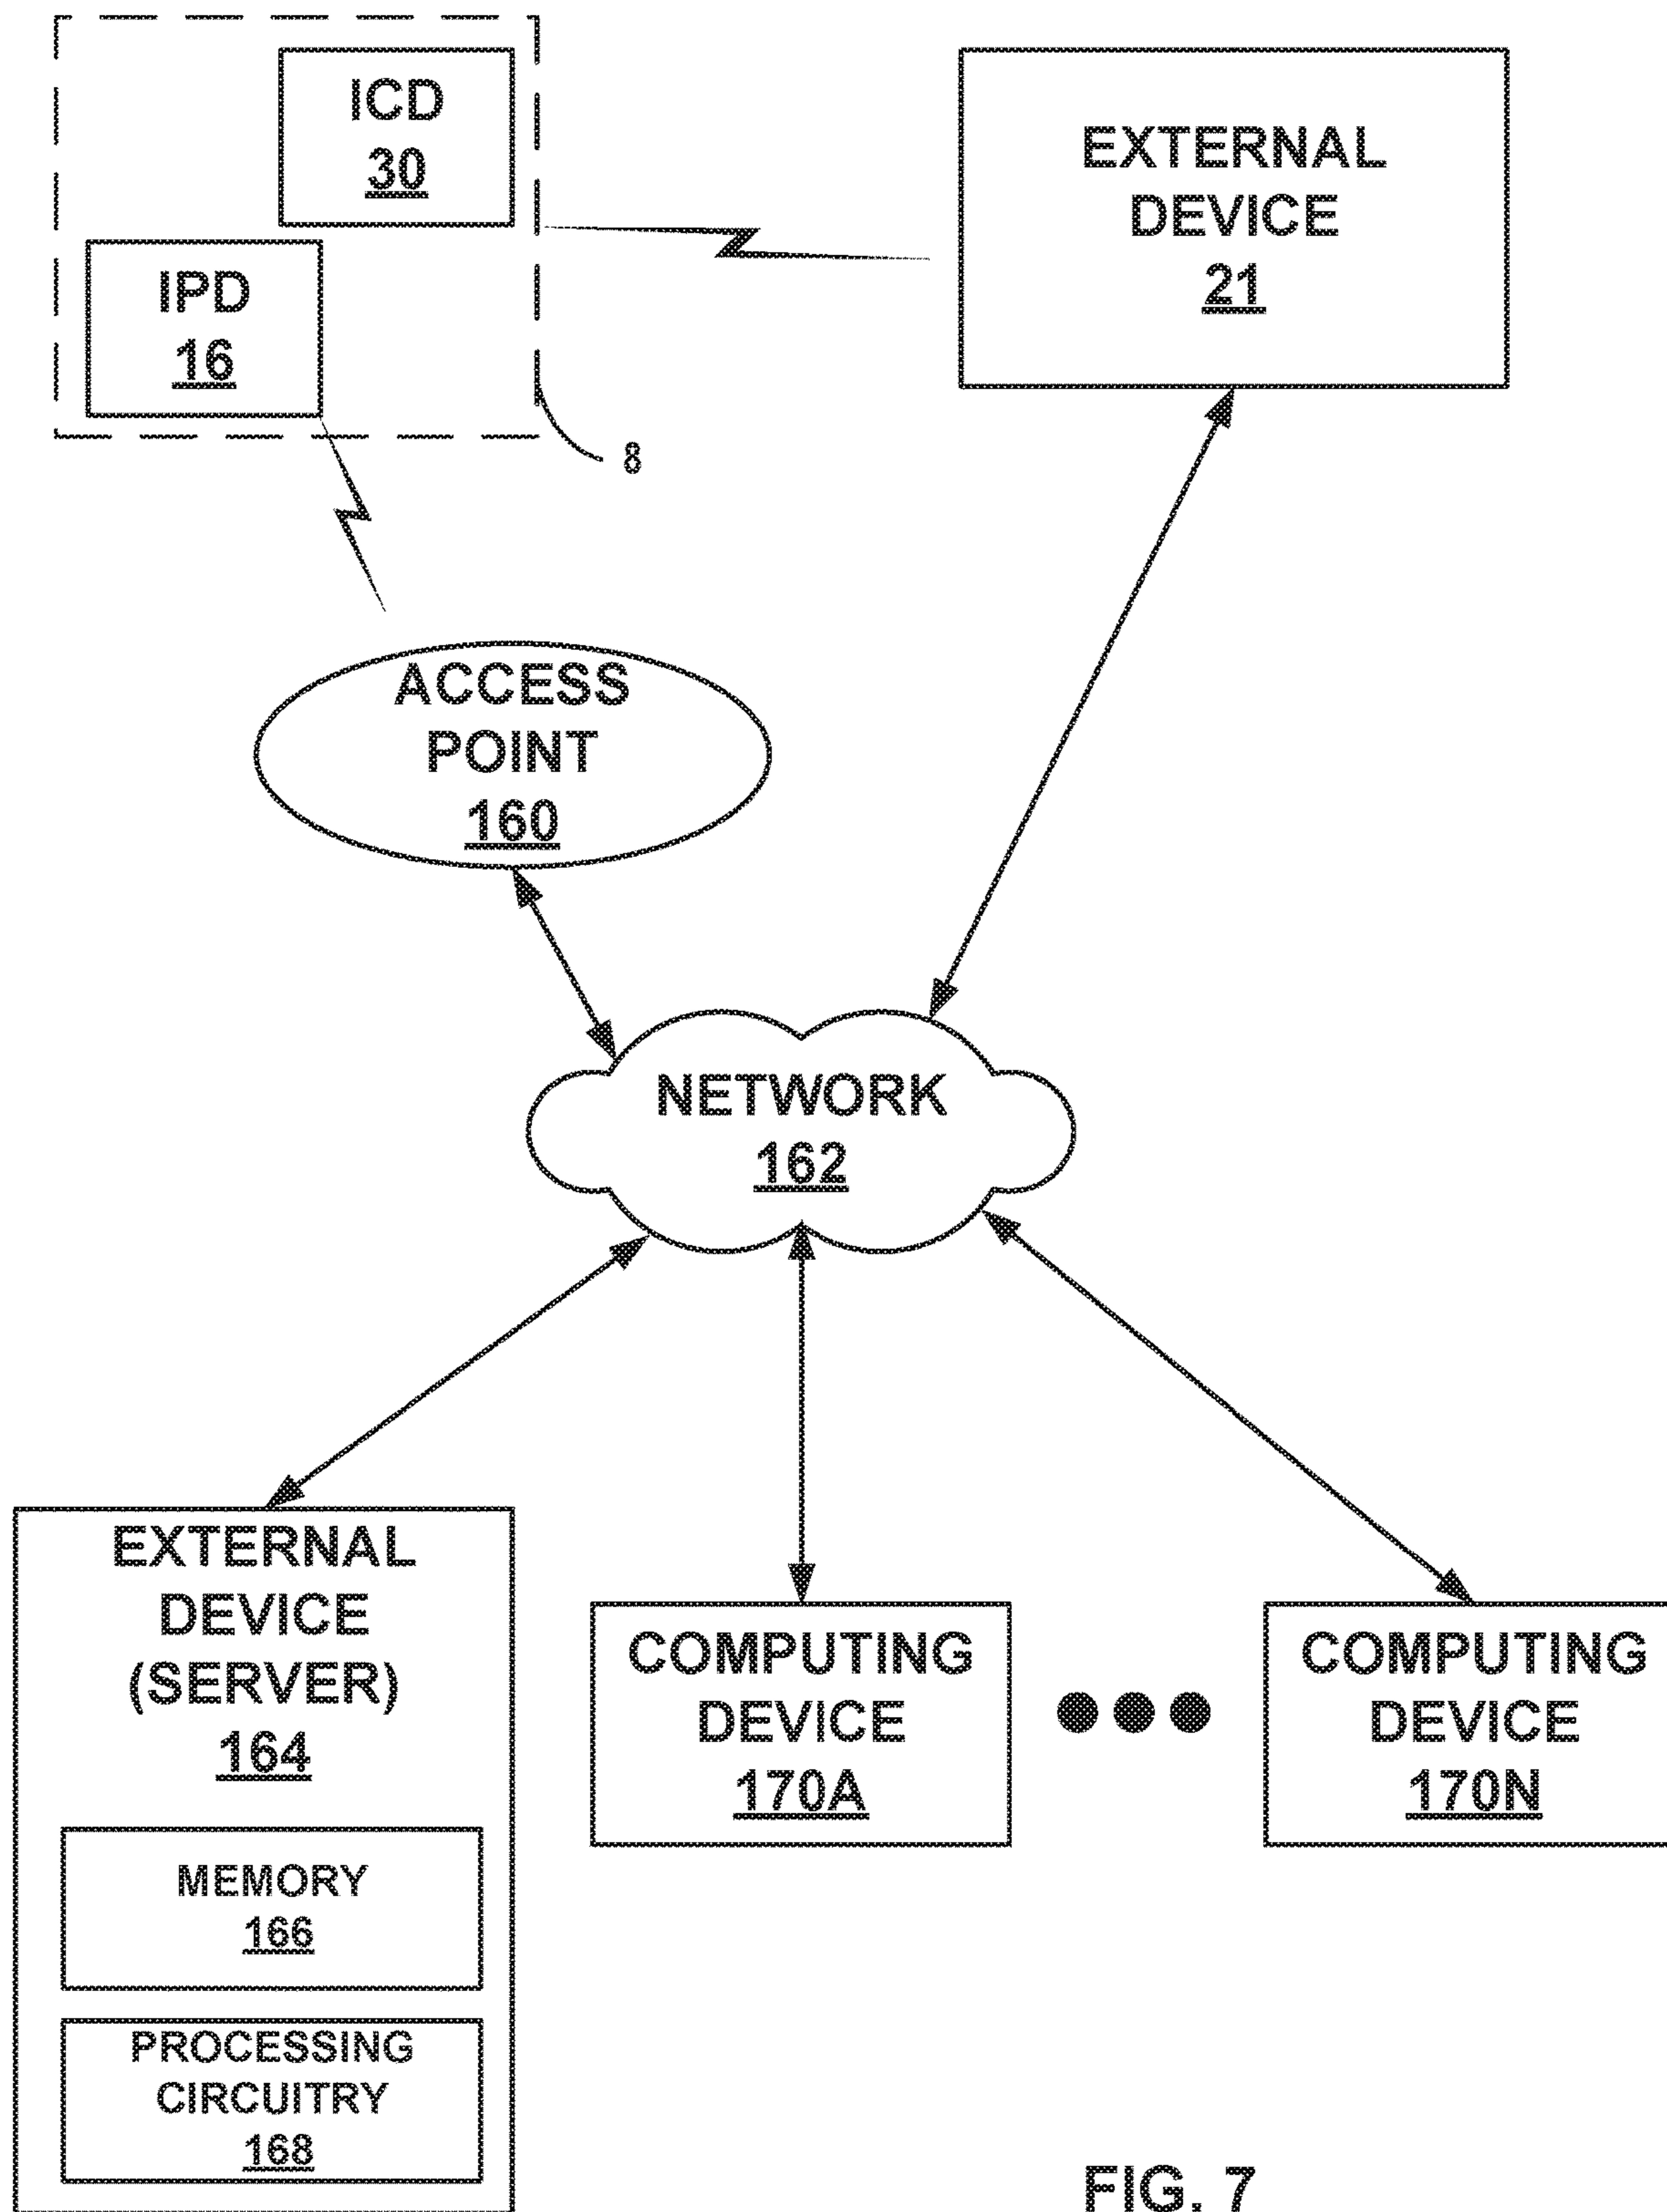 ICD
30
IPD
16
8
EXTERNAL
DEVICE
21
ACCESS
POINT
160
NETWORK
162
EXTERNAL
DEVICE
(SERVER)
164
MEMORY
166
PROCESSING
CIRCUITRY
168
COMPUTING
DEVICE
170A
COMPUTING
DEVICE
170N
FIG. 7